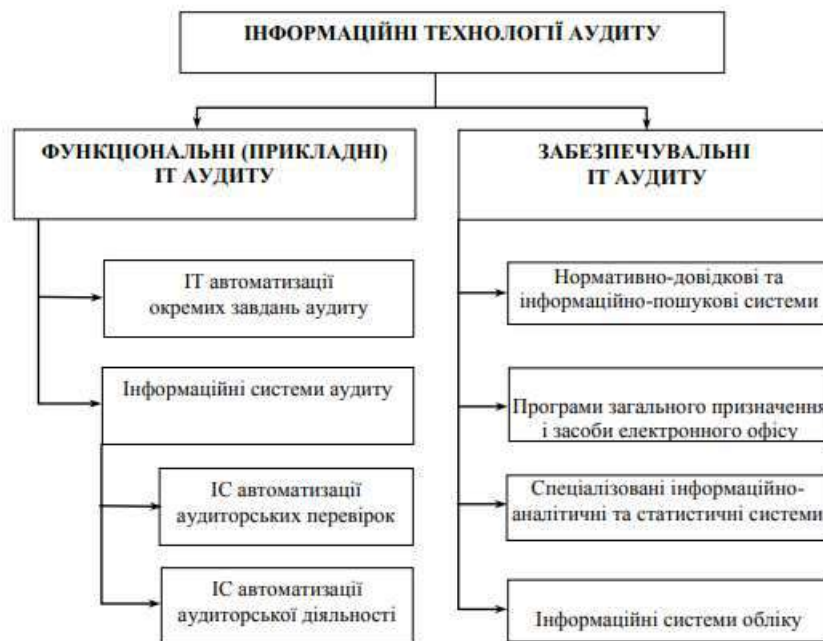 ІНФОРМАЦІЙНІ ТЕХНОЛОГІЇ АУДИТУ
ФУНКЦІОНАЛЬНІ (ПРИКЛАДНІ)
ІТ АУДИТУ
ІТ автоматизації
окремих завдань аудиту
Інформаційні системи аудиту
ІС автоматизації
аудиторських перевірок
ІС автоматизації
аудиторської діяльності
ЗАБЕЗПЕЧУВАЛЬНІ
ІТ АУДИТУ
Нормативно-довідкові та
інформаційно-пошукові системи
Програми загального призначення
і засоби електронного офісу
Спеціалізовані інформаційно-
аналітичні та статистичні системи
Інформаційні системи обліку